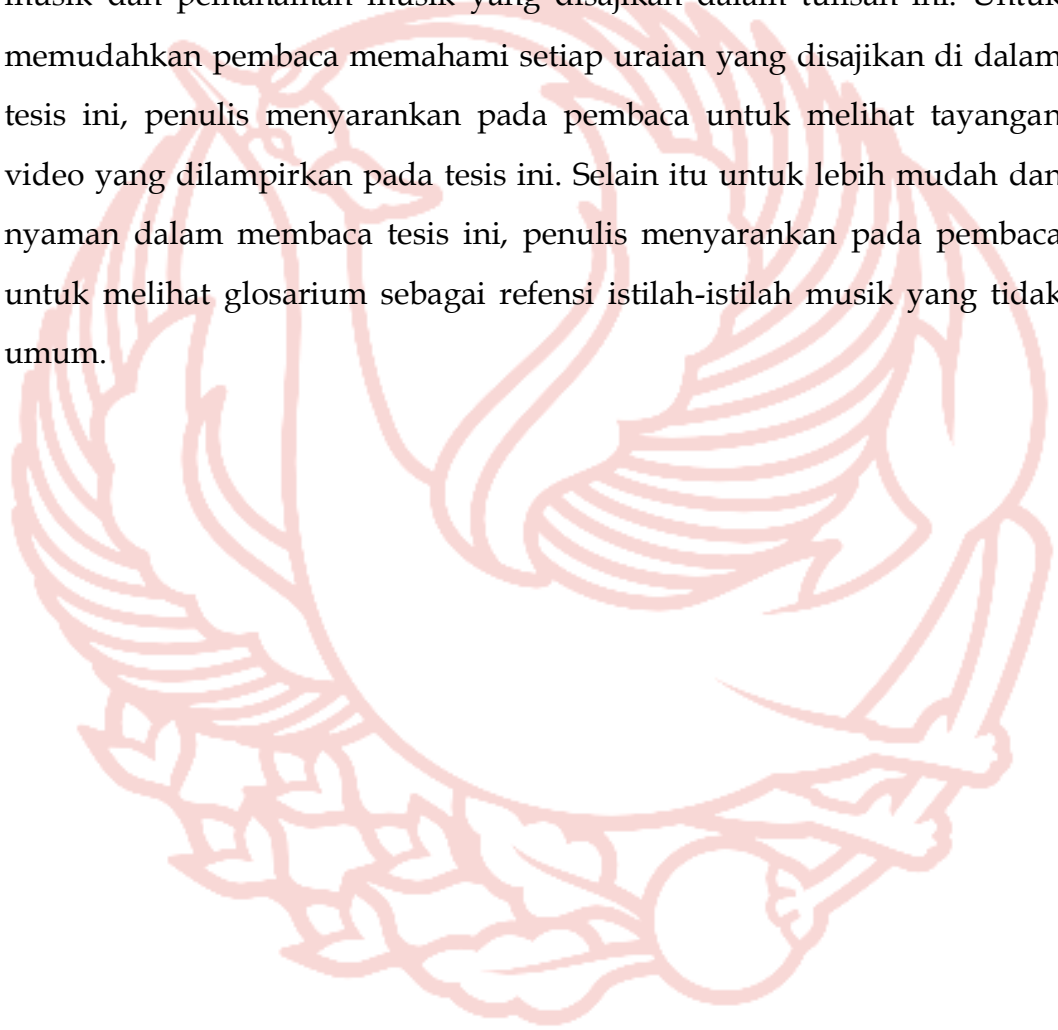 musik dan pemahaman musik yang disajikan dalam tulisan ini. Untuk
memudahkan pembaca memahami setiap uraian yang disajikan di dalam
tesis ini, penulis menyarankan pada pembaca untuk melihat tayangan
video yang dilampirkan pada tesis ini. Selain itu untuk lebih mudah dan
nyaman dalam membaca tesis ini, penulis menyarankan pada pembaca
untuk melihat glosarium sebagai refensi istilah-istilah musik yang tidak
umum.